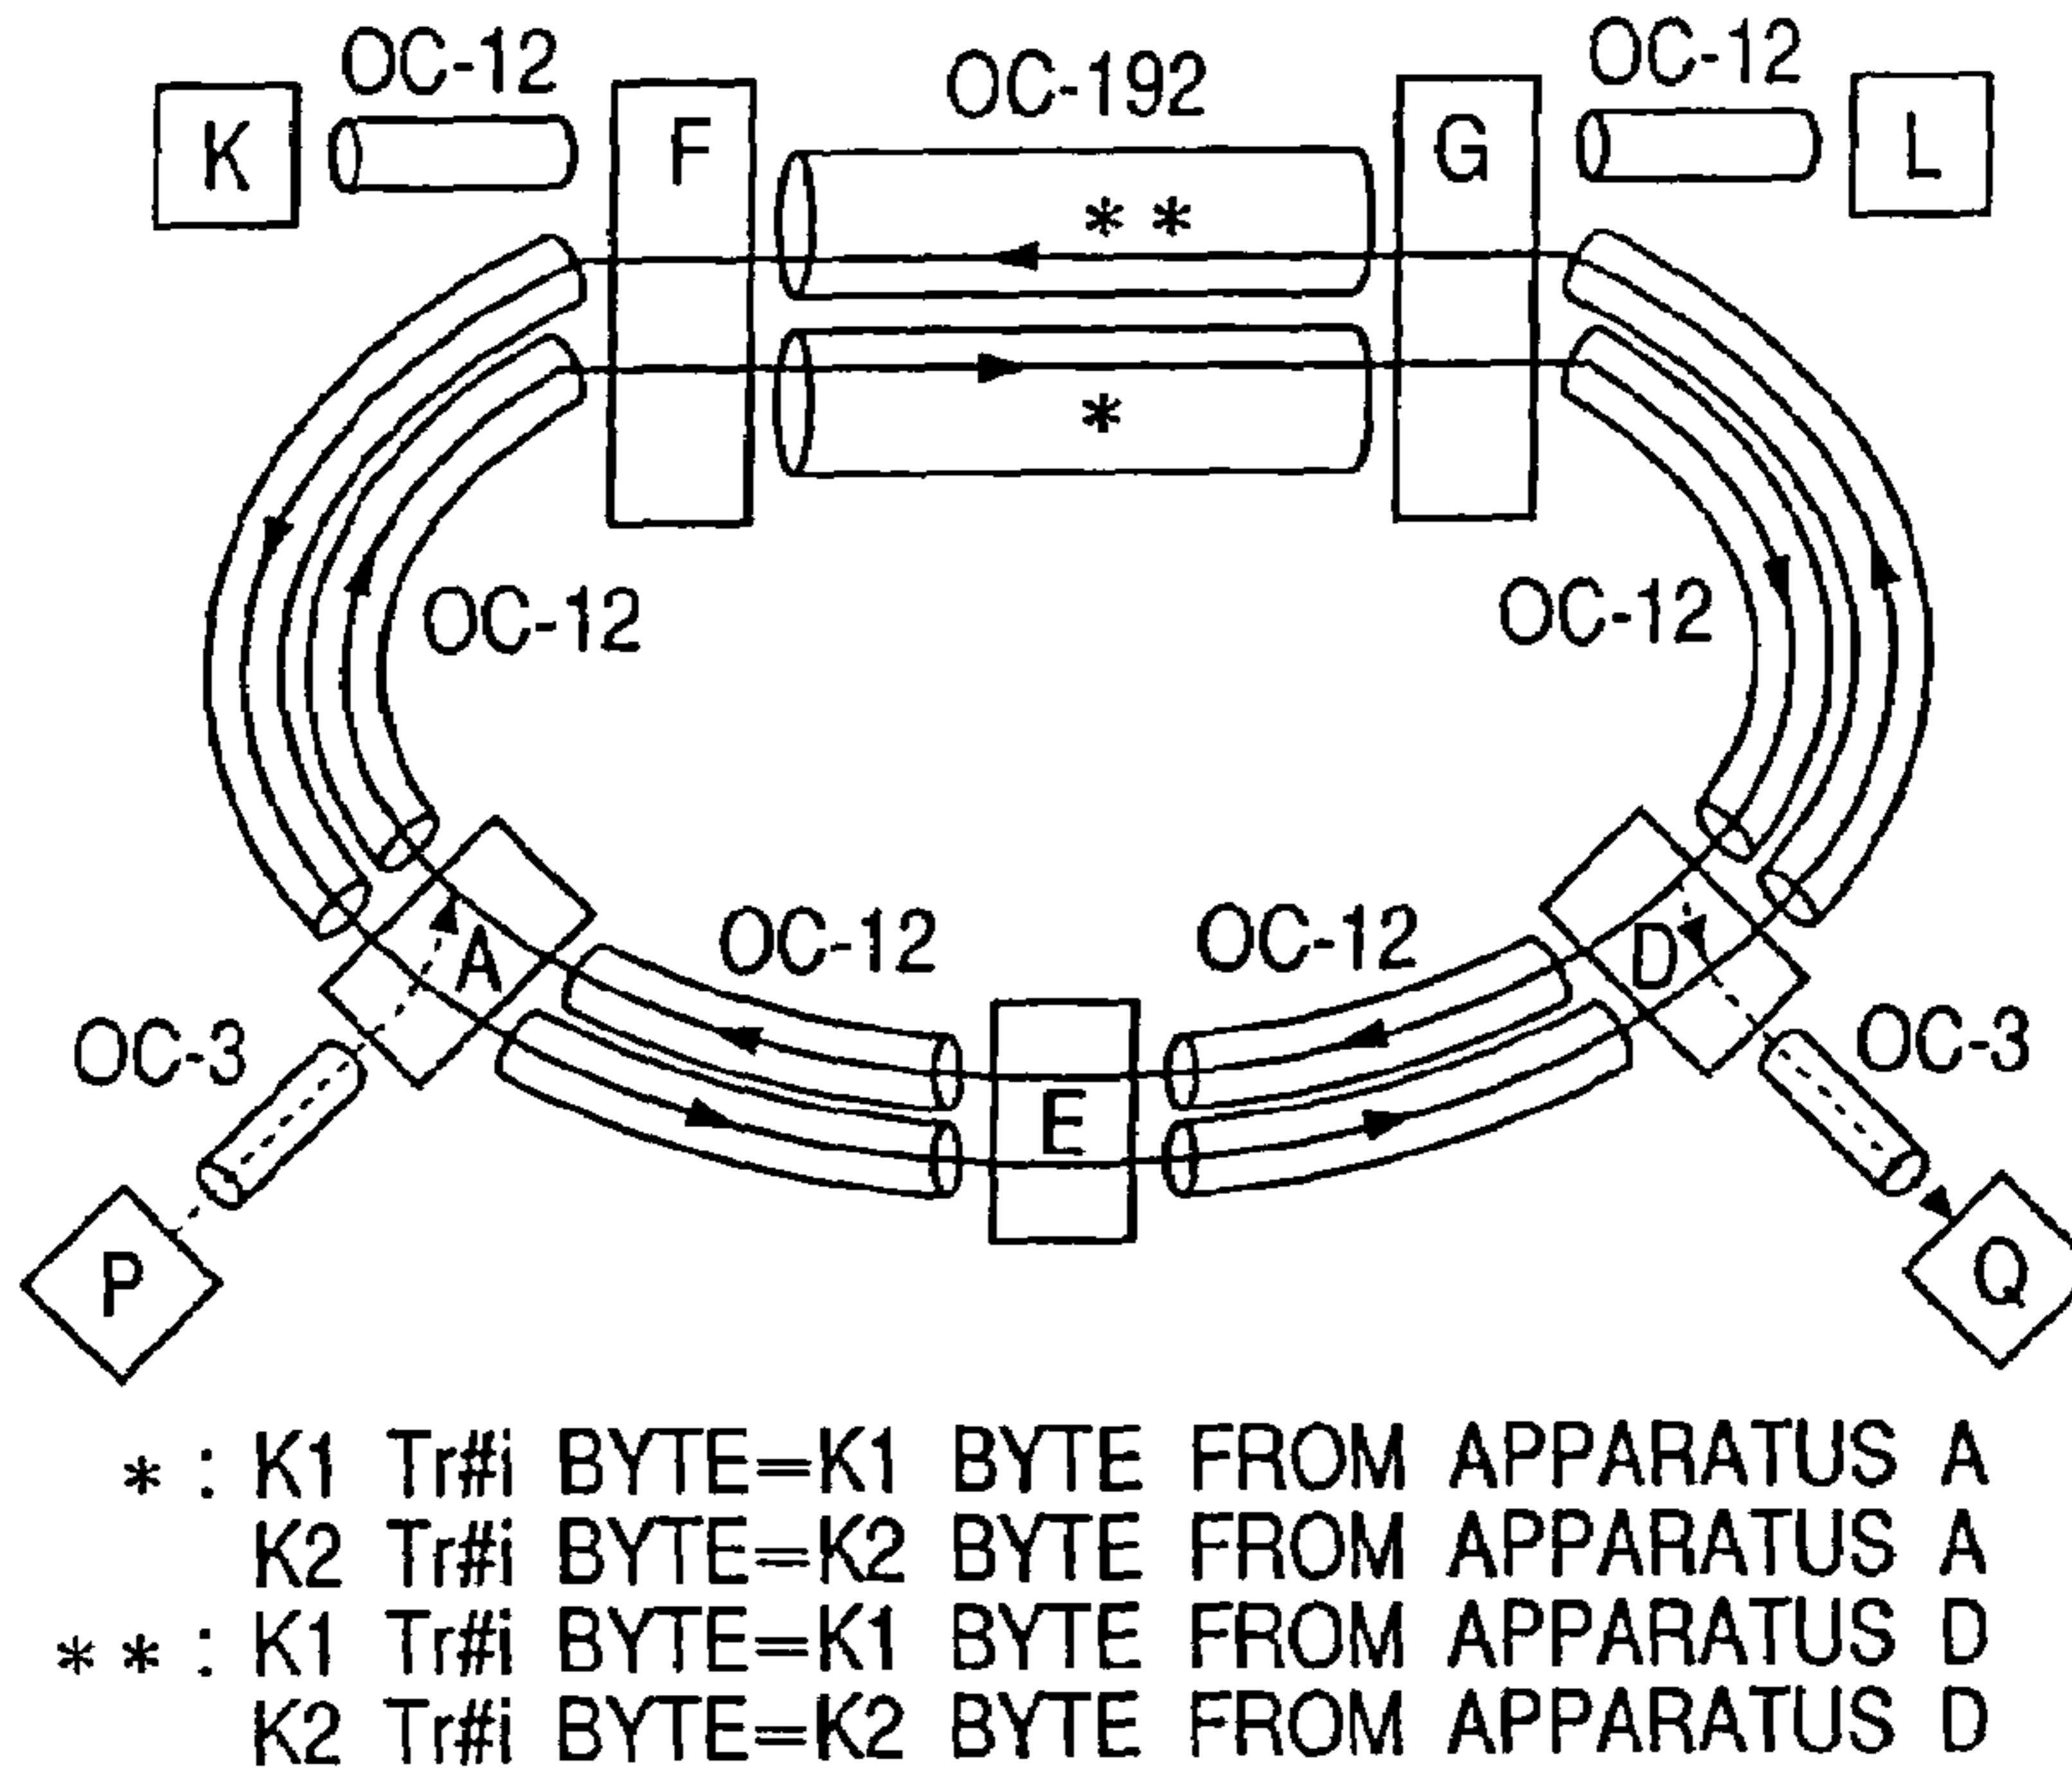 OC-12
OC-192
OC-12
K
F
G
L
* *
*
OC-12
OC-12
A
OC-12
OC-12
D
OC-3
OC-3
E
P
Q
* : K1 Tr#i BYTE=K1 BYTE FROM APPARATUS A
K2 Tr#i BYTE=K2 BYTE FROM APPARATUS A
* * : K1 Tr#i BYTE=K1 BYTE FROM APPARATUS D
K2 Tr#i BYTE=K2 BYTE FROM APPARATUS D